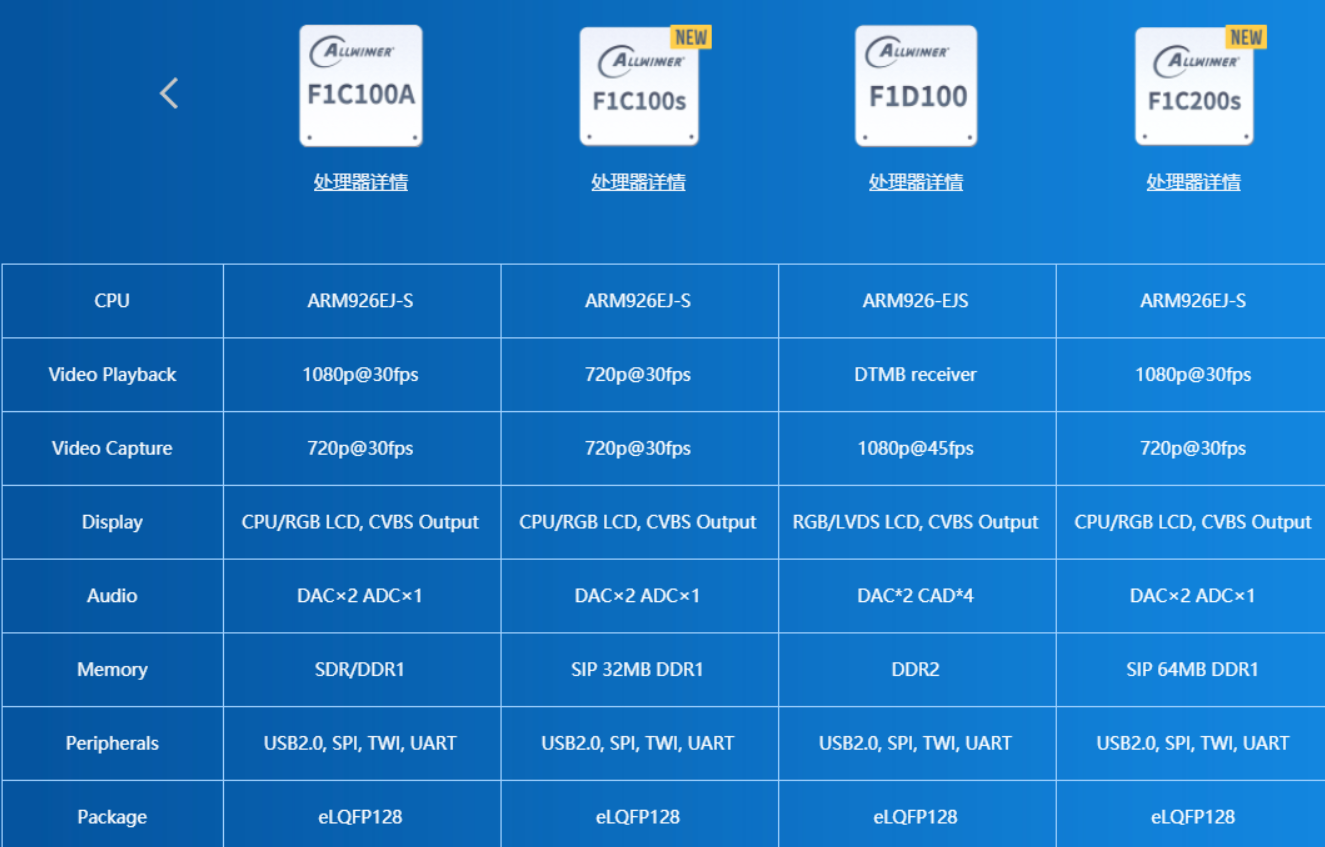 ALLWINNER ALLWINNER NEW ALLWINNER ALLWINNER NEW
F1C100A F1C100s F1D100 F1C200s
处理器详情 处理器详情 处理器详情 处理器详情
CPU ARM926EJ-S ARM926EJ-S ARM926-EJS ARM926EJ-S
Video Playback 1080p@30fps 720p@30fps DTMB receiver 1080p@30fps
Video Capture 720p@30fps 720p@30fps 1080p@45fps 720p@30fps
Display CPU/RGB LCD, CVBS Output CPU/RGB LCD, CVBS Output RGB/LVDS LCD, CVBS Output CPU/RGB LCD, CVBS Output
Audio DAC×2 ADC×1 DAC×2 ADC×1 DAC*2 CAD*4 DAC×2 ADC×1
Memory SDR/DDR1 SIP 32MB DDR1 DDR2 SIP 64MB DDR1
Peripherals USB2.0, SPI, TWI, UART USB2.0, SPI, TWI, UART USB2.0, SPI, TWI, UART USB2.0, SPI, TWI, UART
Package eLQFP128 eLQFP128 eLQFP128 eLQFP128